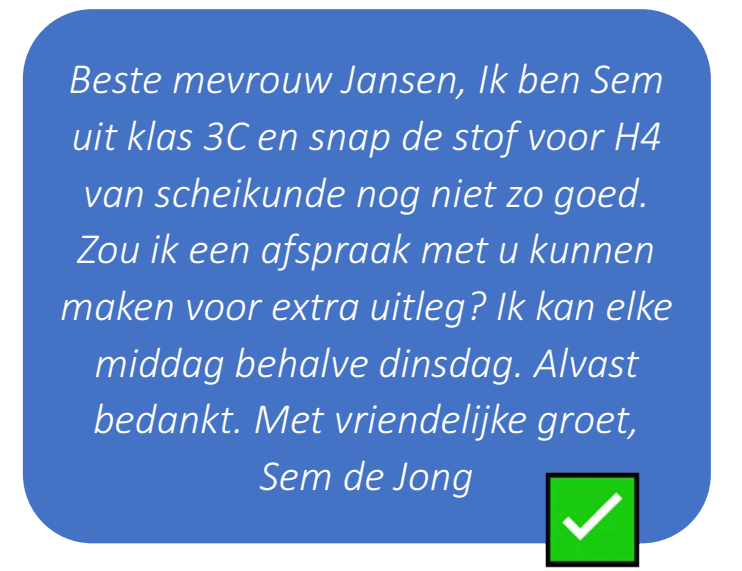 Beste mevrouw Jansen, Ik ben Sem
uit klas 3C en snap de stof voor H4
van scheikunde nog niet zo goed.
Zou ik een afspraak met u kunnen
maken voor extra uitleg? Ik kan elke
middag behalve dinsdag. Alvast
bedankt. Met vriendelijke groet,
Sem de Jong